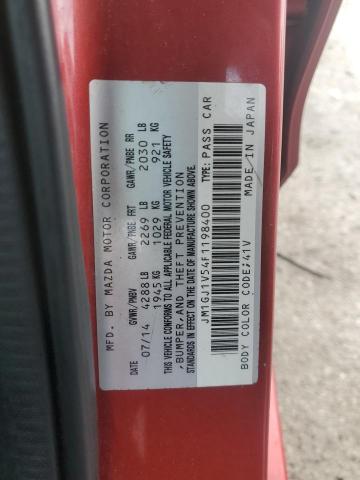 MFD. BY MAZDA MOTOR CORPORATION
GVWR/PNBV GAWR/PNBE FRT GAWR/PNBE RR
07/14 4288 LB 2269 LB 2030 LB
1945 KG 1029 KG 921 KG
THIS VEHICLE CONFORMS TO ALL APPLICABLE FEDERAL MOTOR VEHICLE SAFETY
,BUMPER,AND THEFT PREVENTION
STANDARDS IN EFFECT ON THE DATE OF MANUFACTURE SHOWN ABOVE.
JM1GJ1V54F1198400 TYPE:PASS CAR
MADE IN JAPAN
BODY COLOR CODE;41V